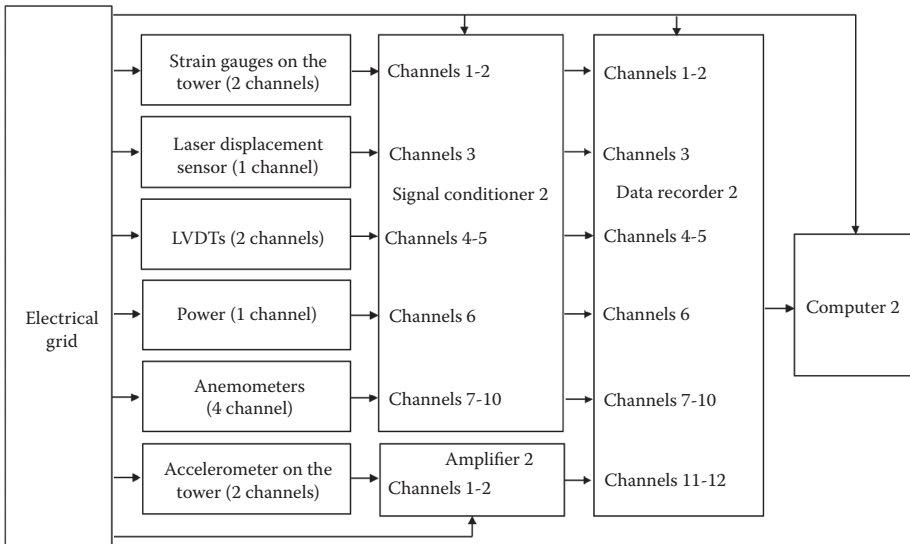 Electrical
grid
Strain gauges on the
tower (2 channels)
Laser displacement
sensor (1 channel)
LVDTs (2 channels)
Power (1 channel)
Anemometers
(4 channel)
Accelerometer on the
tower (2 channels)
Channels 1-2
Channels 3
Signal conditioner 2
Channels 4-5
Channels 6
Channels 7-10
Amplifier 2
Channels 1-2
Channels 1-2
Channels 3
Data recorder 2
Channels 4-5
Channels 6
Channels 7-10
Channels 11-12
Computer 2